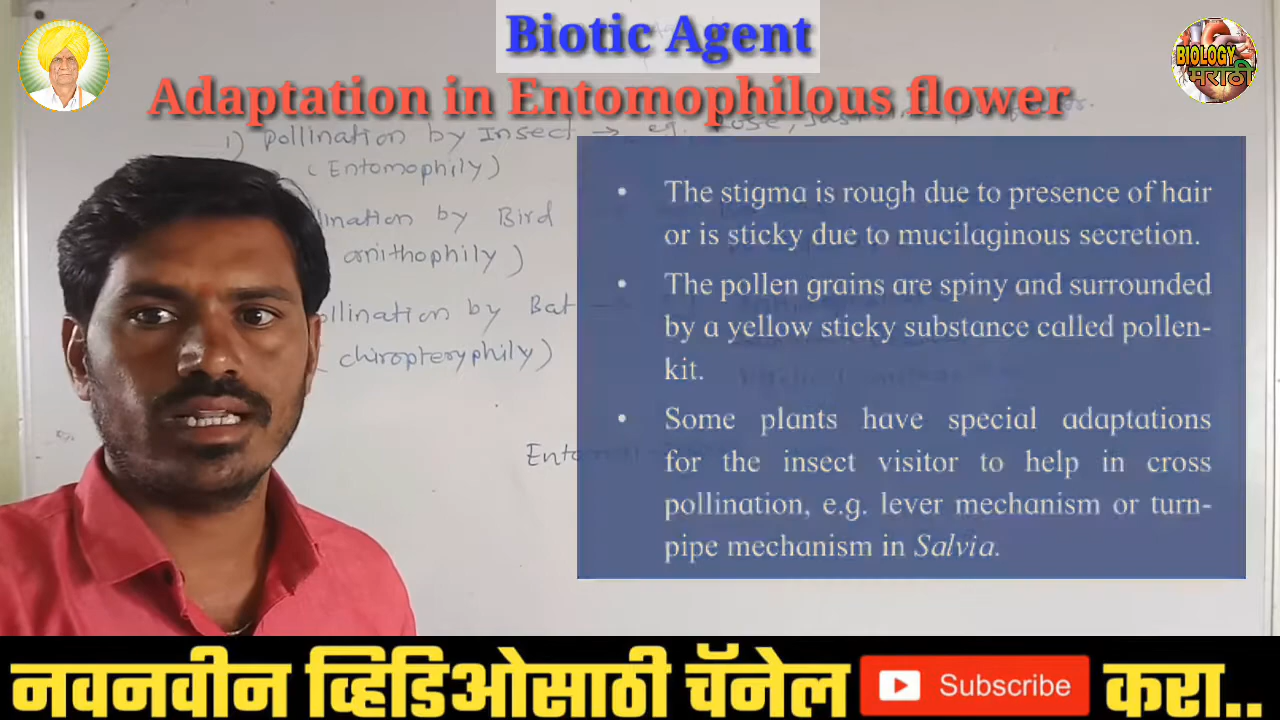 Biotic Agent
BIOLOGY
मराठी
Adaptation in Entomophilous flower
1) Pollination by Insect → eg. Rose,
(Entomophily)
llination by Bird
ornithophily)
ollination by Bat
( chiropteryphily)
• The stigma is rough due to presence of hair
or is sticky due to mucilaginous secretion.
• The pollen grains are spiny and surrounded
by a yellow sticky substance called pollen-
kit.
• Some plants have special adaptations
for the insect visitor to help in cross
pollination, e.g. lever mechanism or turn-
pipe mechanism in Salvia.
नवनवीन व्हिडिओसाठी चॅनेल Subscribe करा..